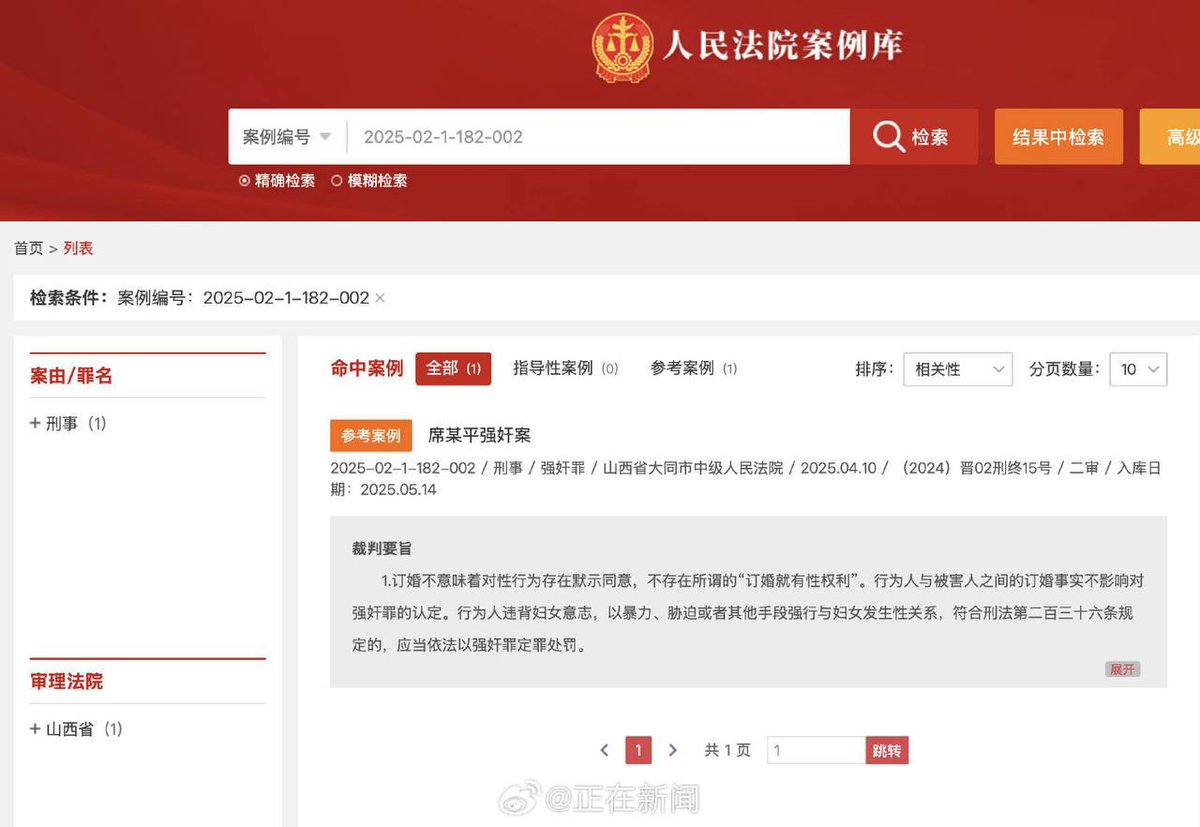 人民法院案例库
案例编号 2025-02-1-182-002 检索 结果中检索 高级
精确检索 模糊检索
首页 > 列表
检索条件：案例编号：2025-02-1-182-002 ×
案由/罪名
+ 刑事（1）
审理法院
+ 山西省（1）
命中案例 全部（1） 指导性案例（0） 参考案例（1） 排序： 相关性 分页数量： 10
参考案例 席某平强奸案
2025-02-1-182-002 / 刑事 / 强奸罪 / 山西省大同市中级人民法院 / 2025.04.10 / （2024）晋02刑终15号 / 二审 / 入库日
期：2025.05.14
裁判要旨
1.订婚不意味着对性行为存在默示同意，不存在所谓的“订婚就有性权利”。行为人与被害人之间的订婚事实不影响对
强奸罪的认定。行为人违背妇女意志，以暴力、胁迫或者其他手段强行与妇女发生性关系，符合刑法第二百三十六条规
定的，应当依法以强奸罪定罪处罚。
展开
< 1 > 共 1 页 1 跳转
@正在新闻